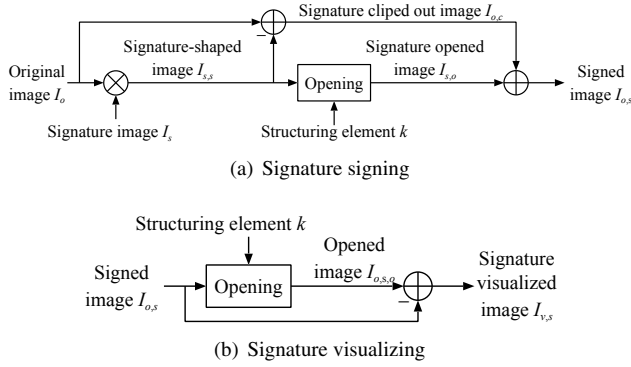 Signature cliped out image I_{o,c}
Signature-shaped image I_{s,s}
Signature opened image I_{s,o}
Original image I_o
Opening
Signed image I_{o,s}
Signature image I_s
Structuring element k
(a) Signature signing
Structuring element k
Signed image I_{o,s}
Opening
Opened image I_{o,s,o}
Signature visualized image I_{v,s}
(b) Signature visualizing